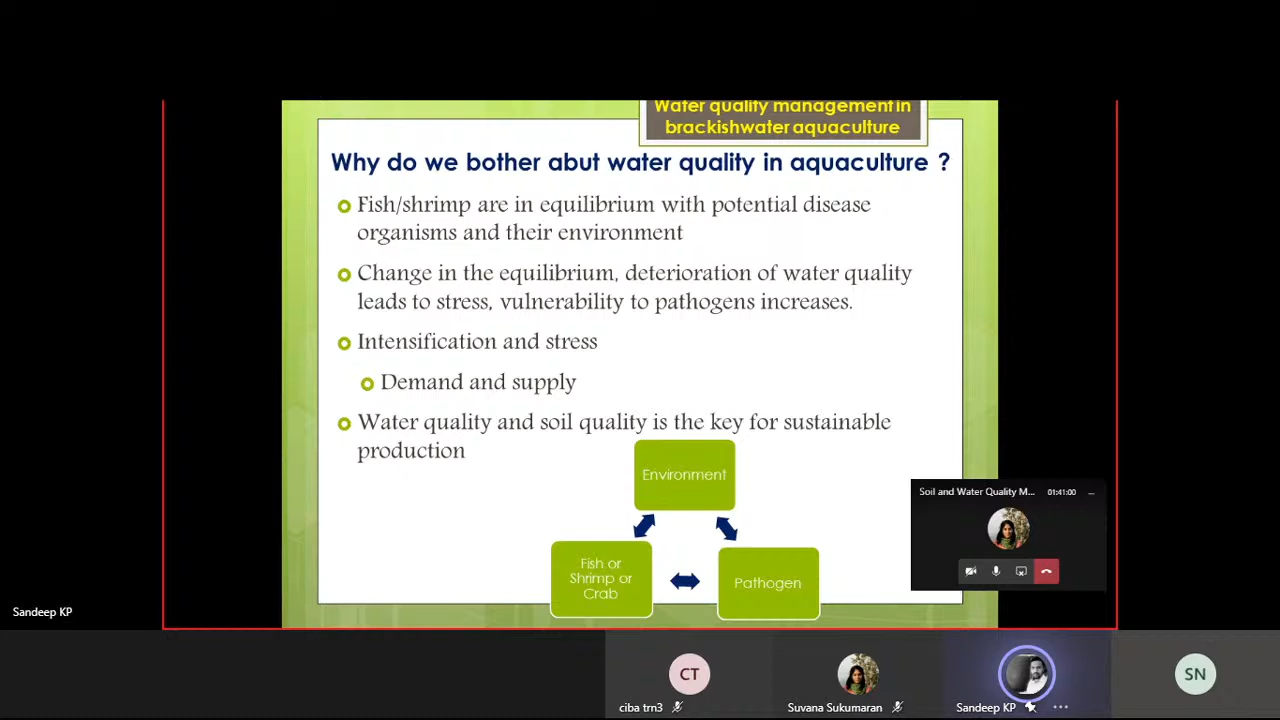 Water quality management in
brackishwater aquaculture
Why do we bother abut water quality in aquaculture ?
Fish/shrimp are in equilibrium with potential disease
organisms and their environment
Change in the equilibrium, deterioration of water quality
leads to stress, vulnerability to pathogens increases.
Intensification and stress
Demand and supply
Water quality and soil quality is the key for sustainable
production
Environment
Fish or
Shrimp or
Crab
Pathogen
Soil and Water Quality M... 01:41:00
Sandeep KP
CT
SN
ciba trn3
Suvana Sukumaran
Sandeep KP